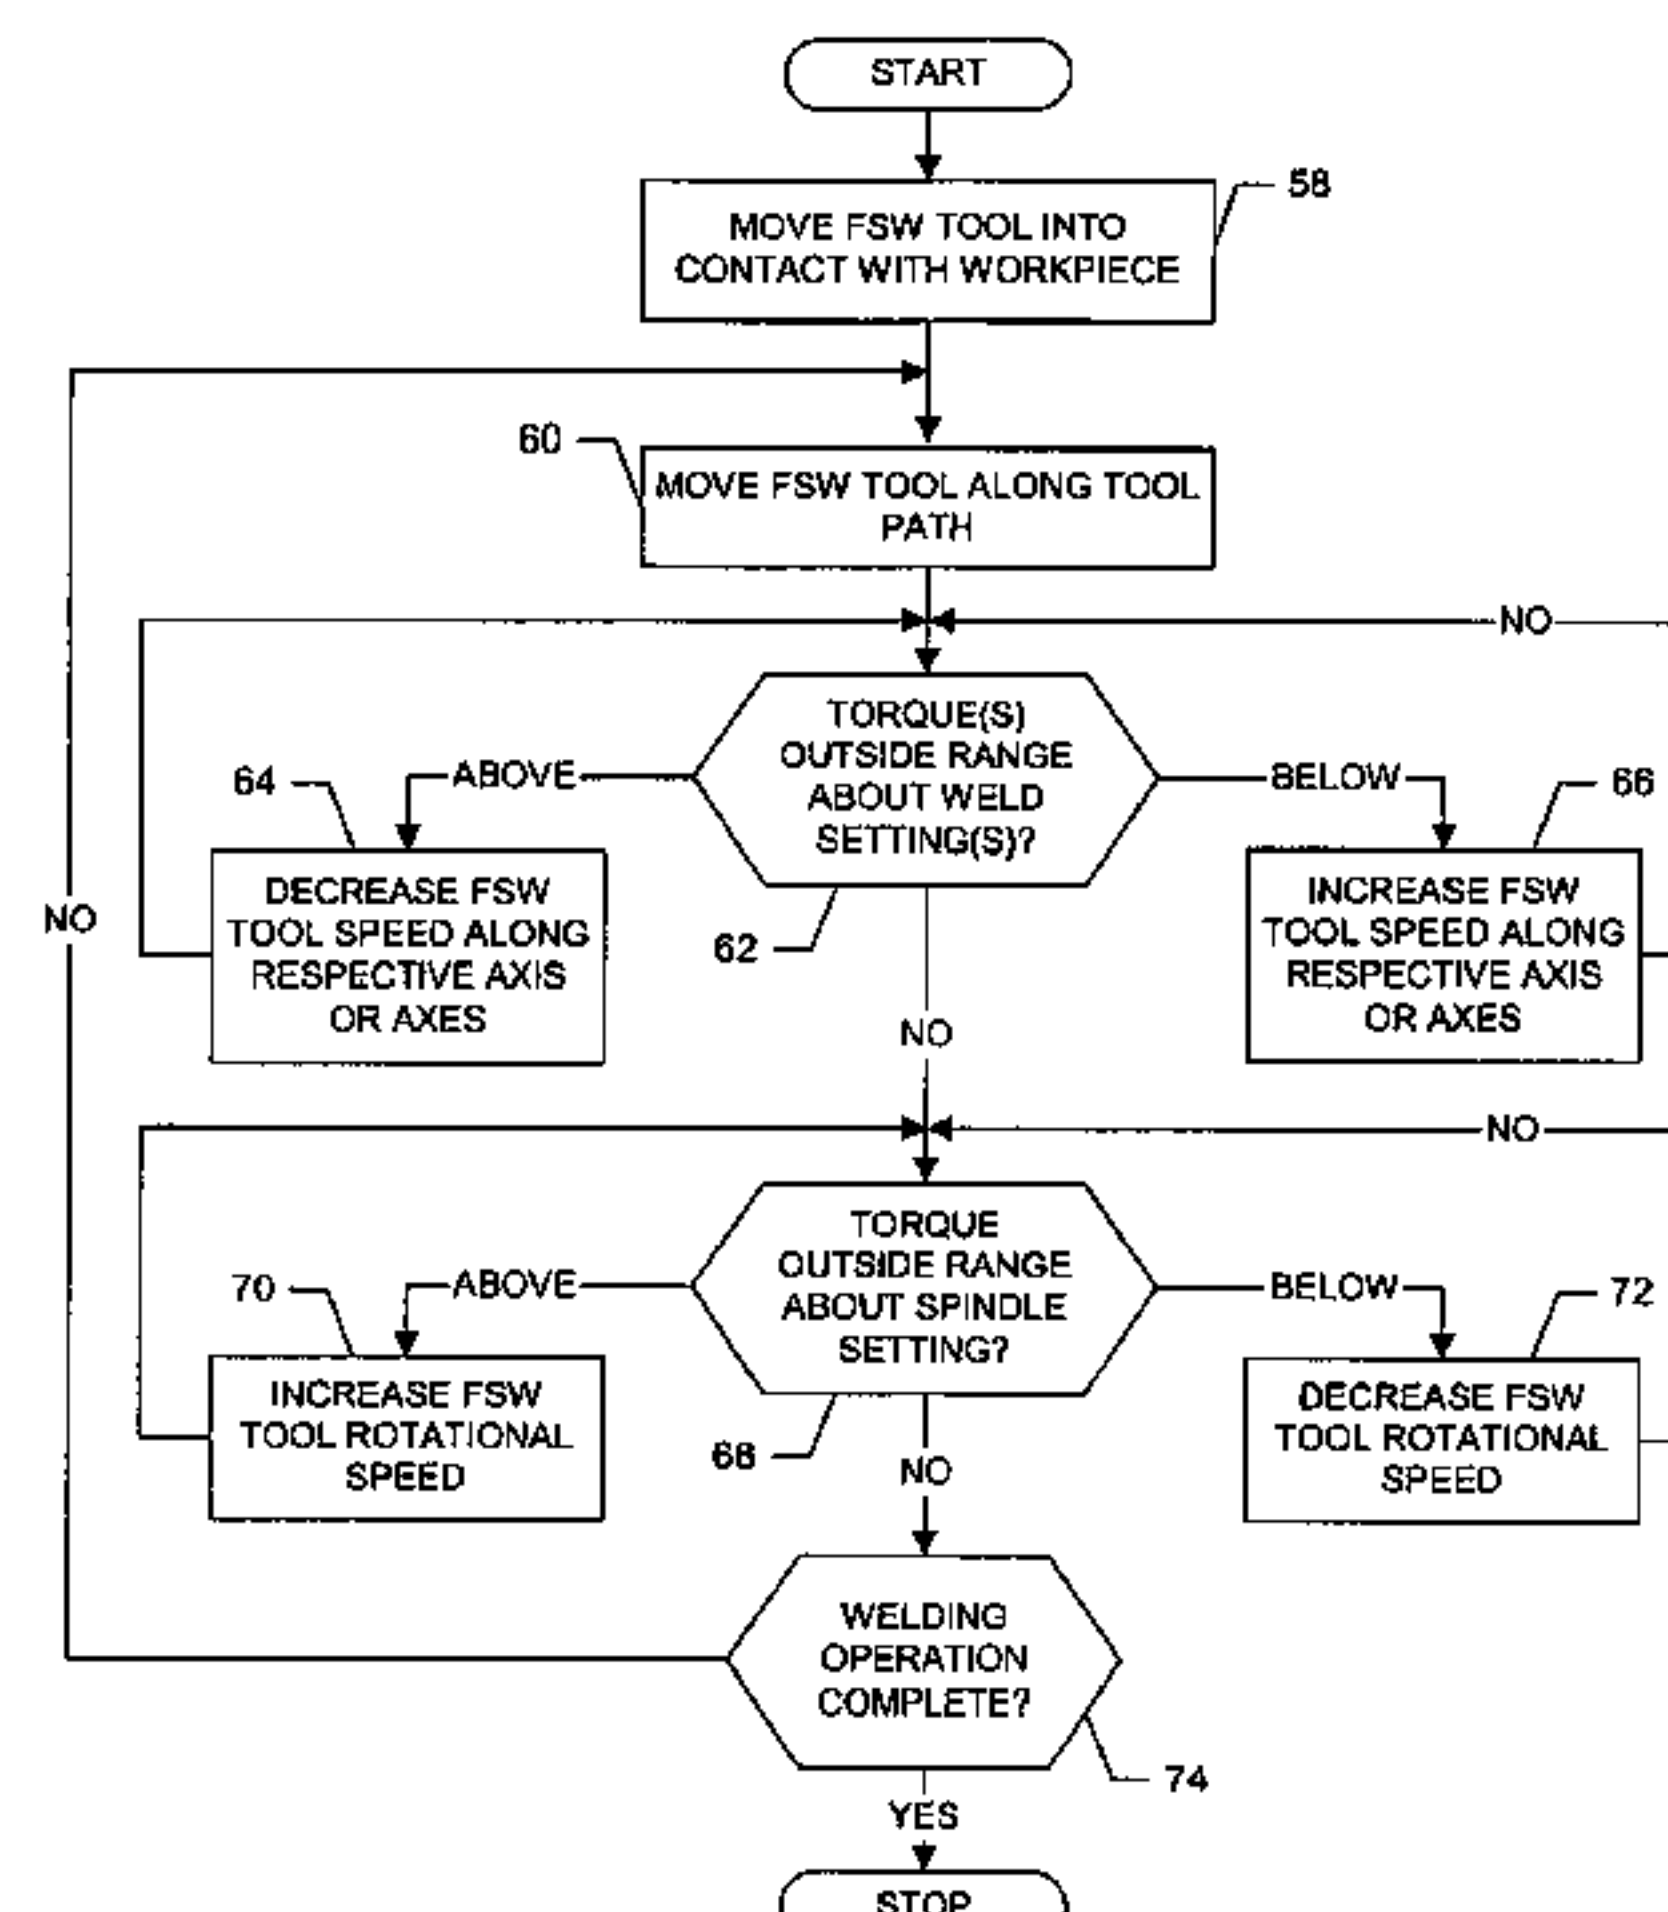 START
MOVE FSW TOOL INTO
CONTACT WITH WORKPIECE
58
60
MOVE FSW TOOL ALONG TOOL
PATH
NO
TORQUE(S)
OUTSIDE RANGE
ABOUT WELD
SETTING(S)?
ABOVE
BELOW
64
66
DECREASE FSW
TOOL SPEED ALONG
RESPECTIVE AXIS
OR AXES
62
INCREASE FSW
TOOL SPEED ALONG
RESPECTIVE AXIS
OR AXES
NO
NO
NO
TORQUE
OUTSIDE RANGE
ABOUT SPINDLE
SETTING?
ABOVE
BELOW
70
72
INCREASE FSW
TOOL ROTATIONAL
SPEED
68
NO
DECREASE FSW
TOOL ROTATIONAL
SPEED
WELDING
OPERATION
COMPLETE?
74
YES
STOP